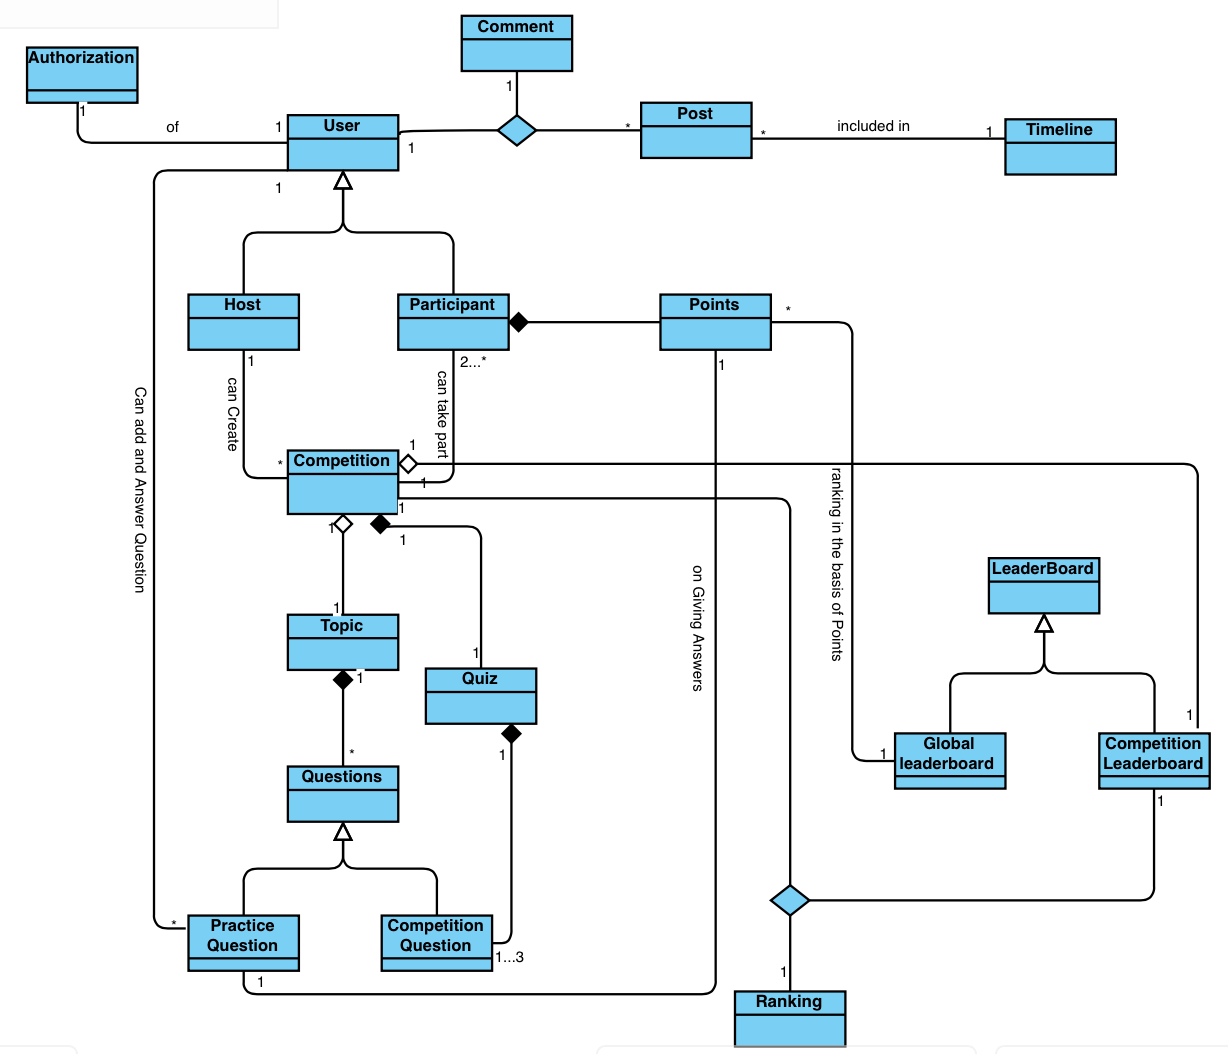 Comment
Authorization
1
1
of
1
User
1
*
Post
*
included in
1
Timeline
1
Host
Participant
Points
*
1
2...*
1
can Create
can take part
Can add and Answer Question
1
*
Competition
1
1
ranking in the basis of Points
1
1
on Giving Answers
LeaderBoard
1
Topic
1
1
Quiz
1
*
1
1
Global
leaderboard
1
Competition
Leaderboard
Questions
1
*
Practice
Question
Competition
Question
1...3
1
1
Ranking